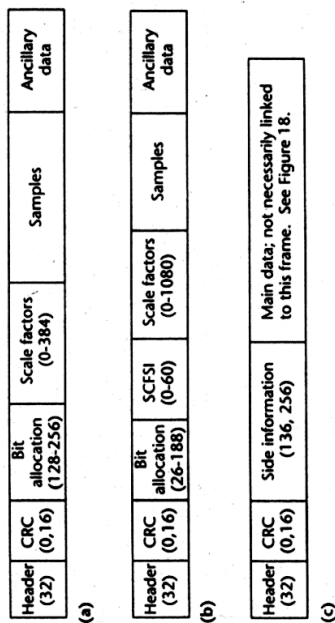 Header
(32)
CRC
(0,16)
Bit
allocation
(128-256)
Scale factors
(0-384)
Samples
Ancillary
data
(a)
Header
(32)
CRC
(0,16)
Bit
allocation
(26-188)
SCFSI
(0-60)
Scale factors
(0-1080)
Samples
Ancillary
data
(b)
Header
(32)
CRC
(0,16)
Side information
(136, 256)
Main data; not necessarily linked
to this frame. See Figure 18.
(c)